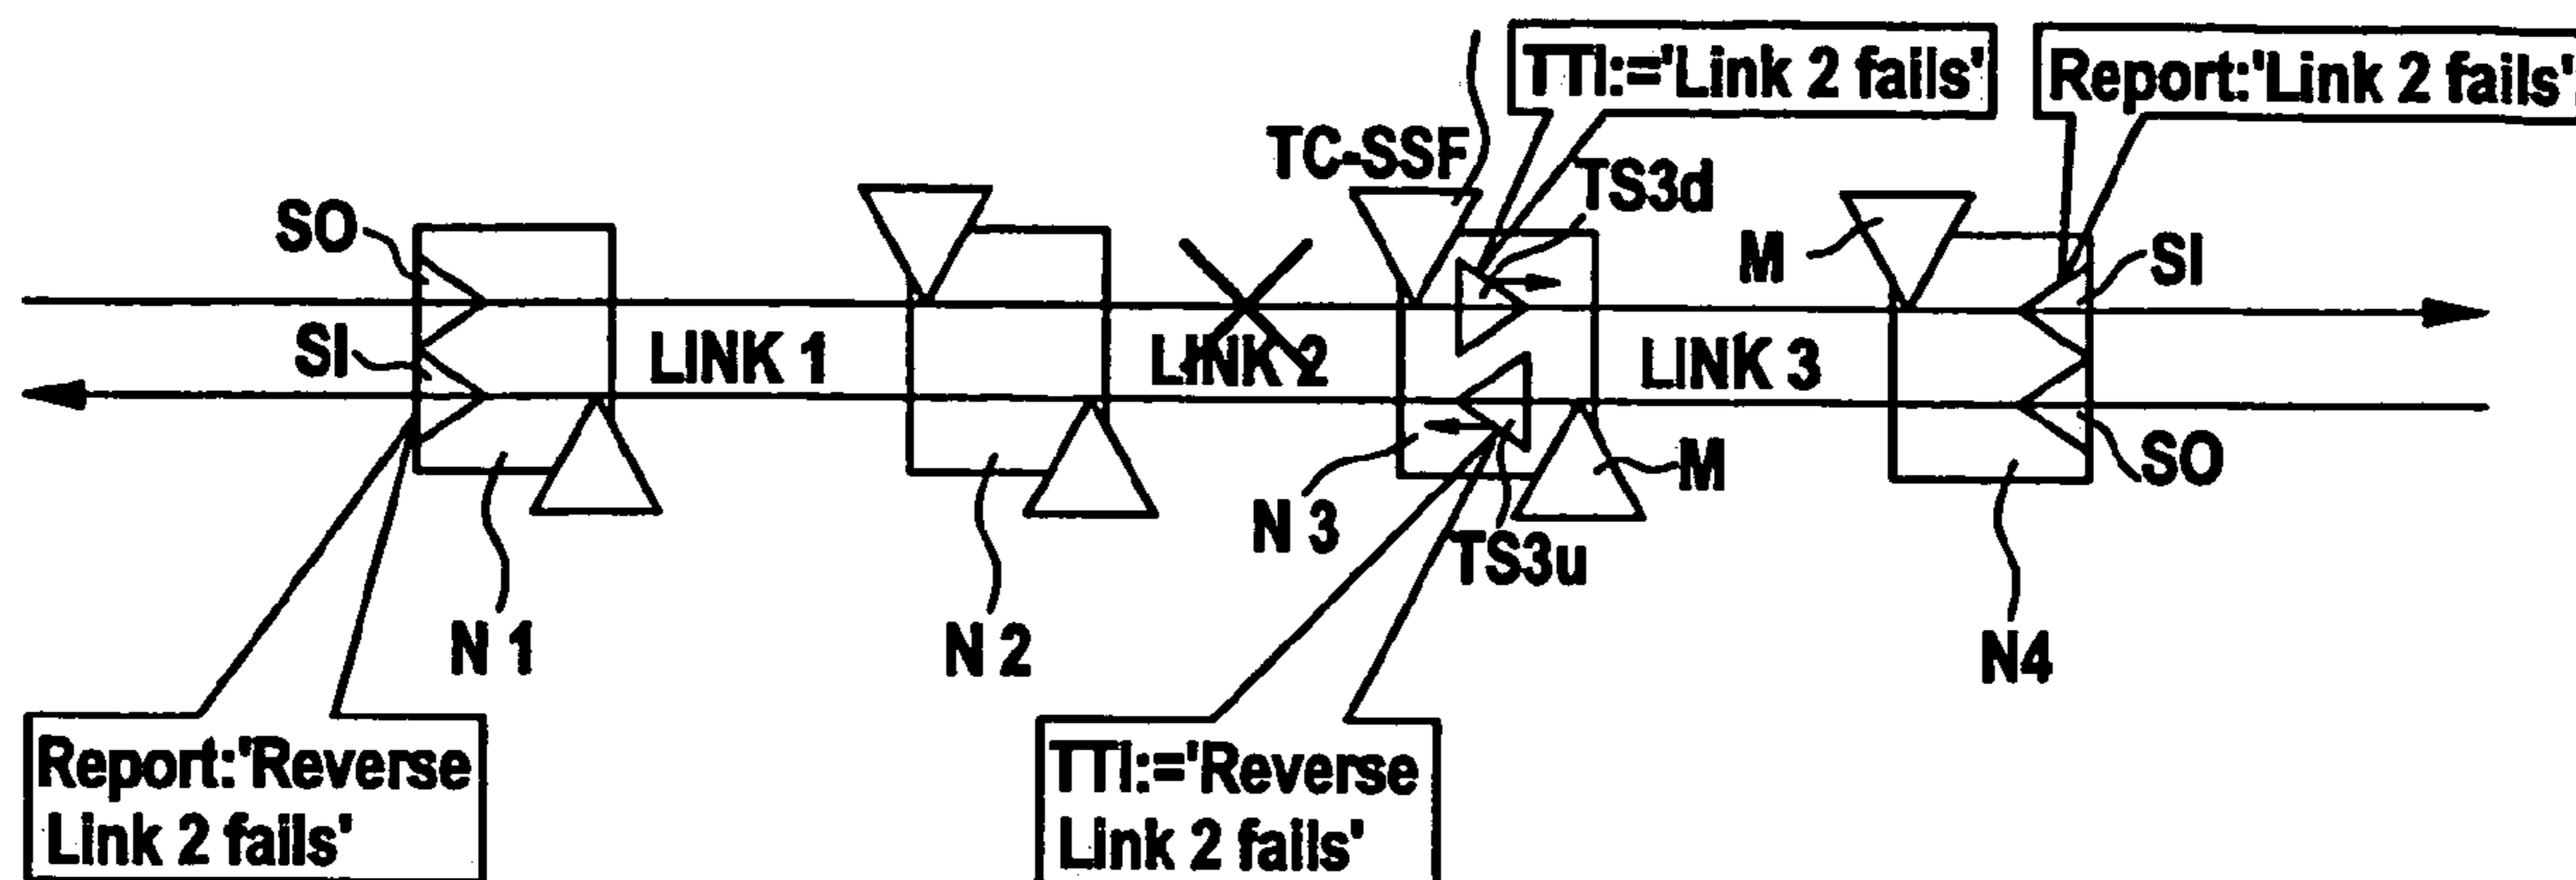 TTI:='Link 2 fails'
Report:'Link 2 fails'
TC-SSF
TS3d
SO
M
SI
SI
LINK 1
LINK 2
LINK 3
M
SO
N 3
TS3u
N 1
N 2
N4
Report:'Reverse
Link 2 fails'
TTI:='Reverse
Link 2 fails'